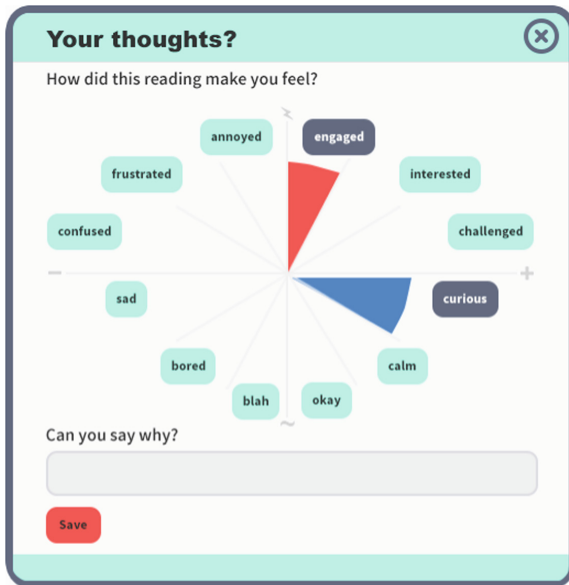 Your thoughts?
How did this reading make you feel?
annoyed engaged
frustrated interested
confused challenged
− +
sad curious
bored calm
blah okay
~
Can you say why?
Save